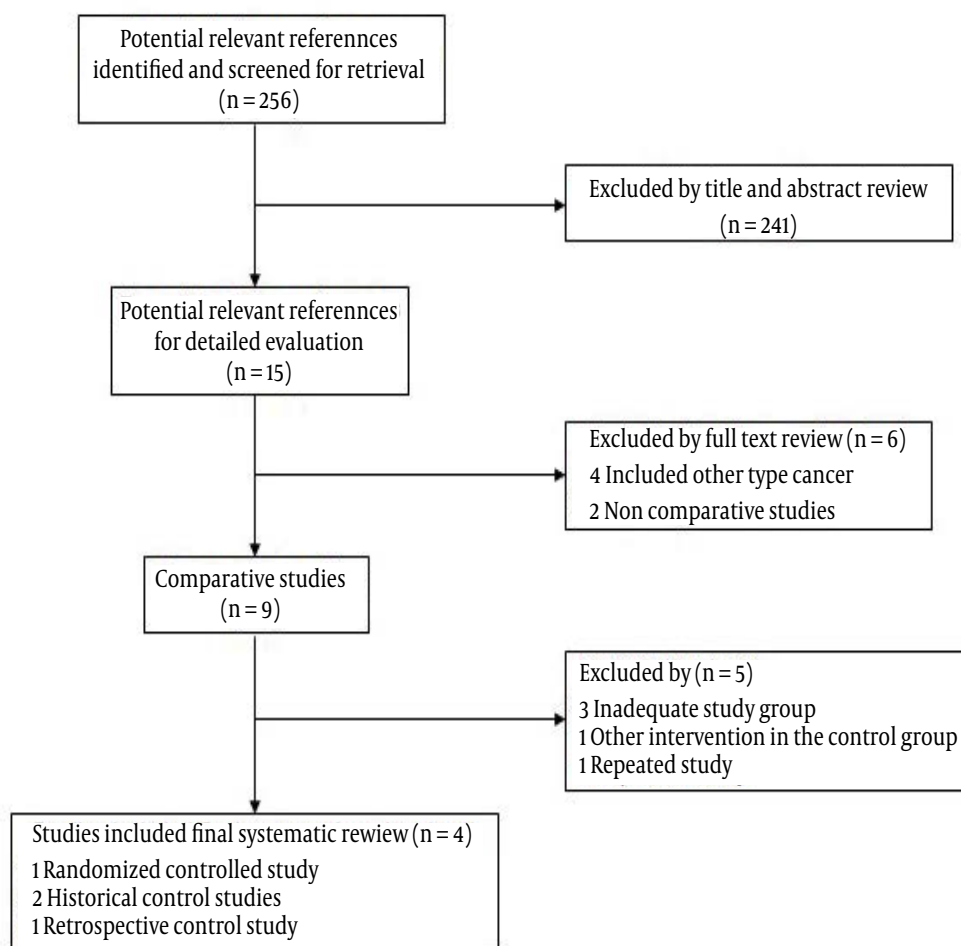 Potential relevant referennces
identified and screened for retrieval
(n = 256)
Excluded by title and abstract review
(n = 241)
Potential relevant referennces
for detailed evaluation
(n = 15)
Excluded by full text review (n = 6)
4 Included other type cancer
2 Non comparative studies
Comparative studies
(n = 9)
Excluded by (n = 5)
3 Inadequate study group
1 Other intervention in the control group
1 Repeated study
Studies included final systematic rewiew (n = 4)
1 Randomized controlled study
2 Historical control studies
1 Retrospective control study